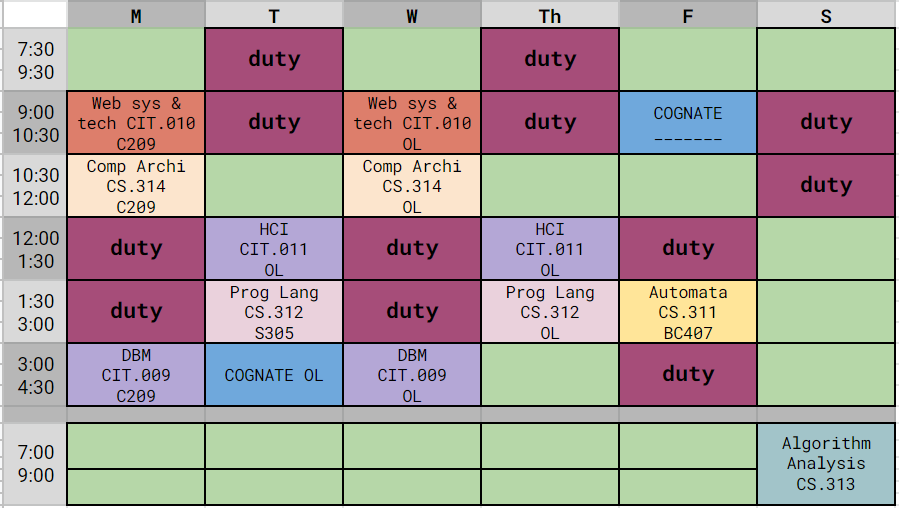 M T W Th F S
7:30 duty duty
9:30
9:00 Web sys & duty Web sys & duty COGNATE duty
10:30 tech CIT.010 tech CIT.010 -------
C209 OL
10:30 Comp Archi Comp Archi duty
12:00 CS.314 CS.314
C209 OL
12:00 duty HCI duty HCI duty
1:30 CIT.011 CIT.011
OL OL
1:30 duty Prog Lang duty Prog Lang Automata
3:00 CS.312 CS.312 CS.311
S305 OL BC407
3:00 DBM COGNATE OL DBM duty
4:30 CIT.009 CIT.009
C209 OL
7:00 Algorithm
9:00 Analysis
CS.313